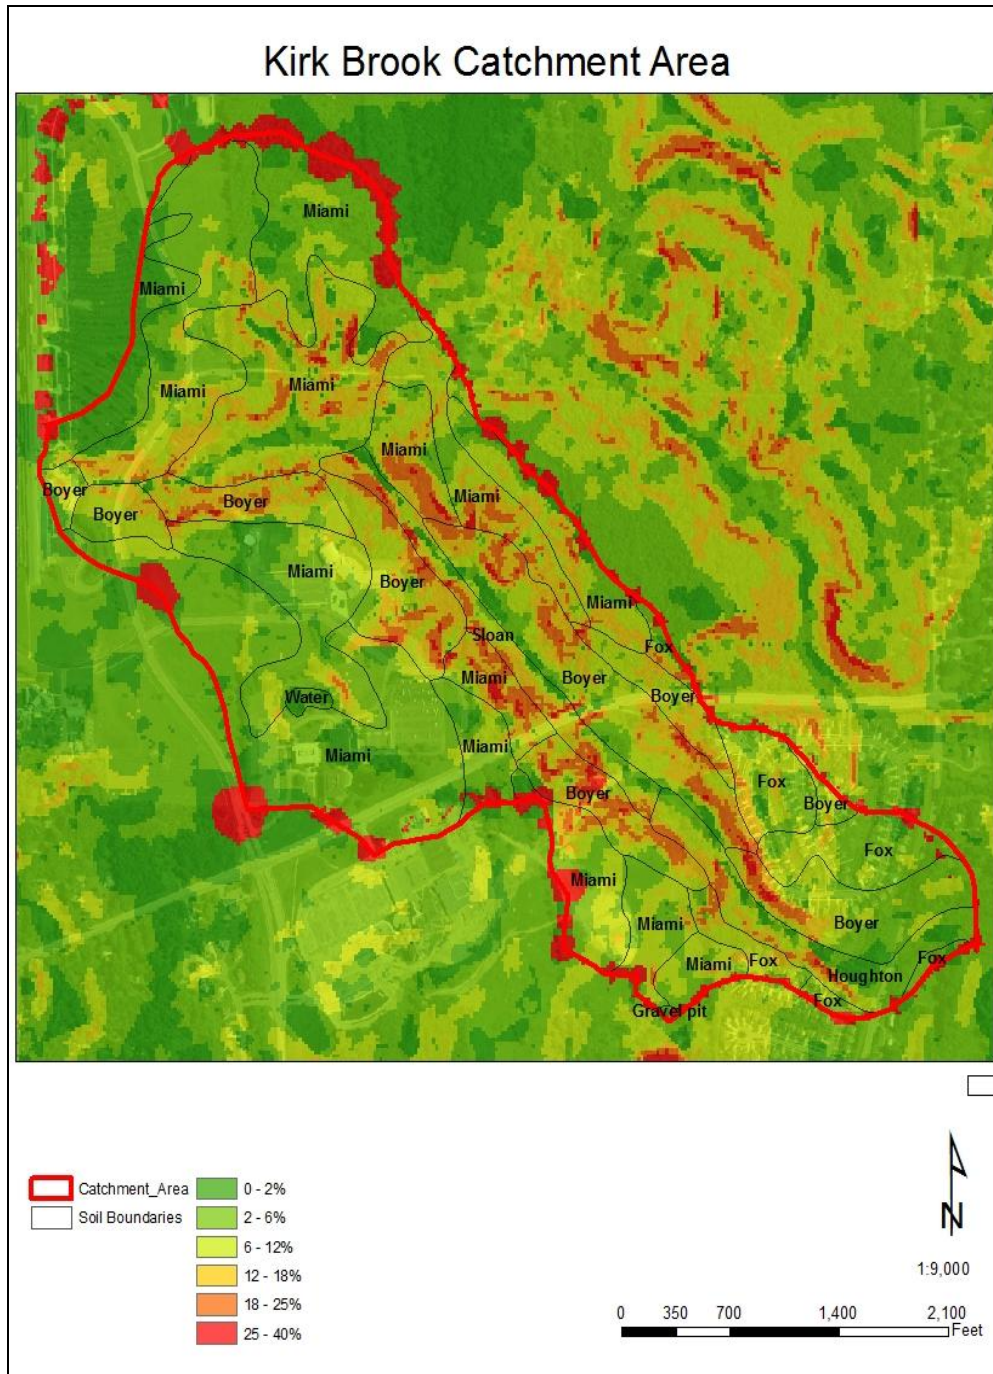 Kirk Brook Catchment Area
Miami
Miami
Miami
Miami
Miami
Boyer
Boyer
Boyer
Miami
Miami
Boyer
Miami
Sloan
Fox
Miami
Boyer
Boyer
Water
Miami
Miami
Fox
Boyer
Boyer
Fox
Miami
Miami
Boyer
Miami
Fox
Fox
Houghton
Fox
Gravel pit
Catchment_Area
Soil Boundaries
0 - 2%
2 - 6%
6 - 12%
12 - 18%
18 - 25%
25 - 40%
N
1:9,000
0 350 700 1,400 2,100
Feet